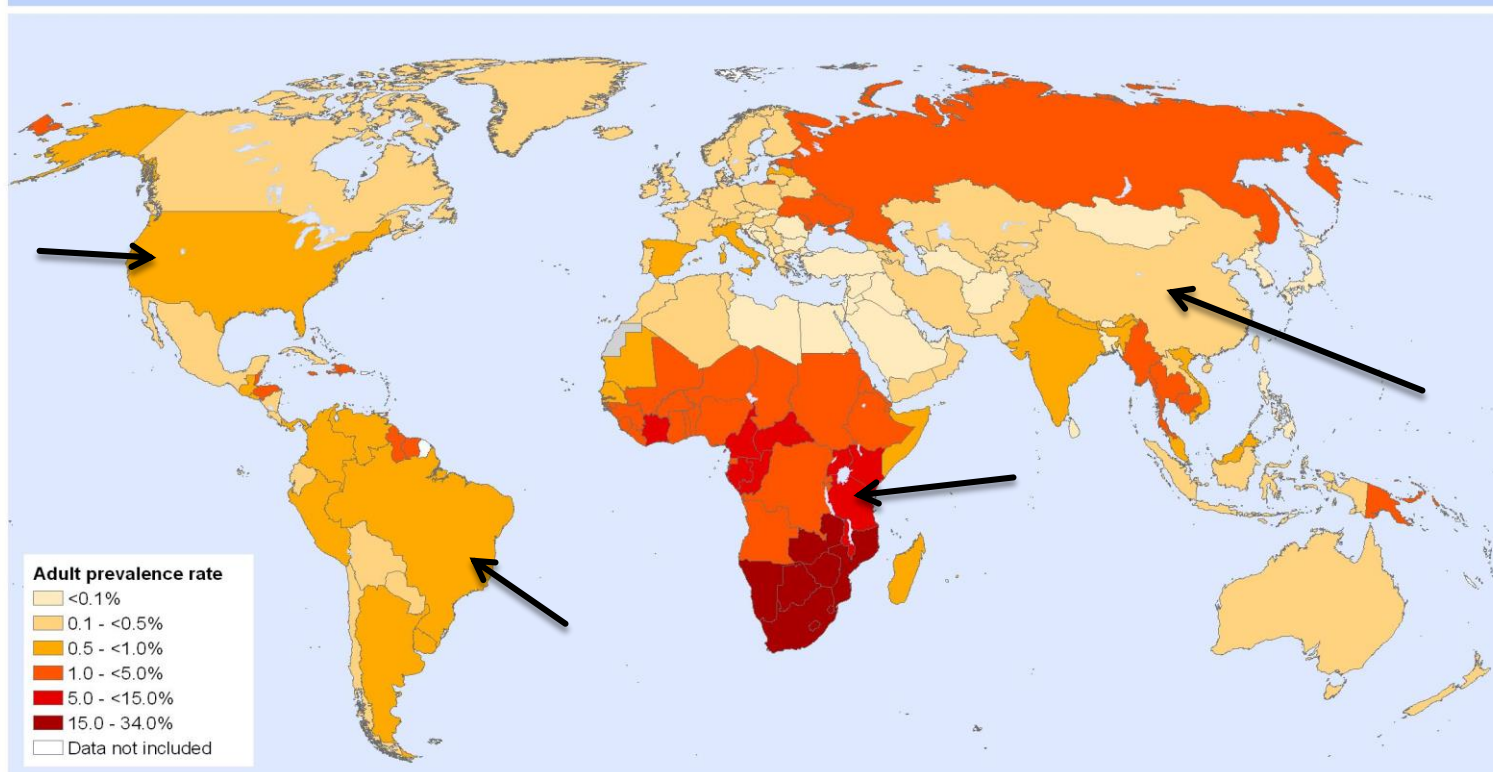 Adult prevalence rate
<0.1%
0.1 - <0.5%
0.5 - <1.0%
1.0 - <5.0%
5.0 - <15.0%
15.0 - 34.0%
Data not included